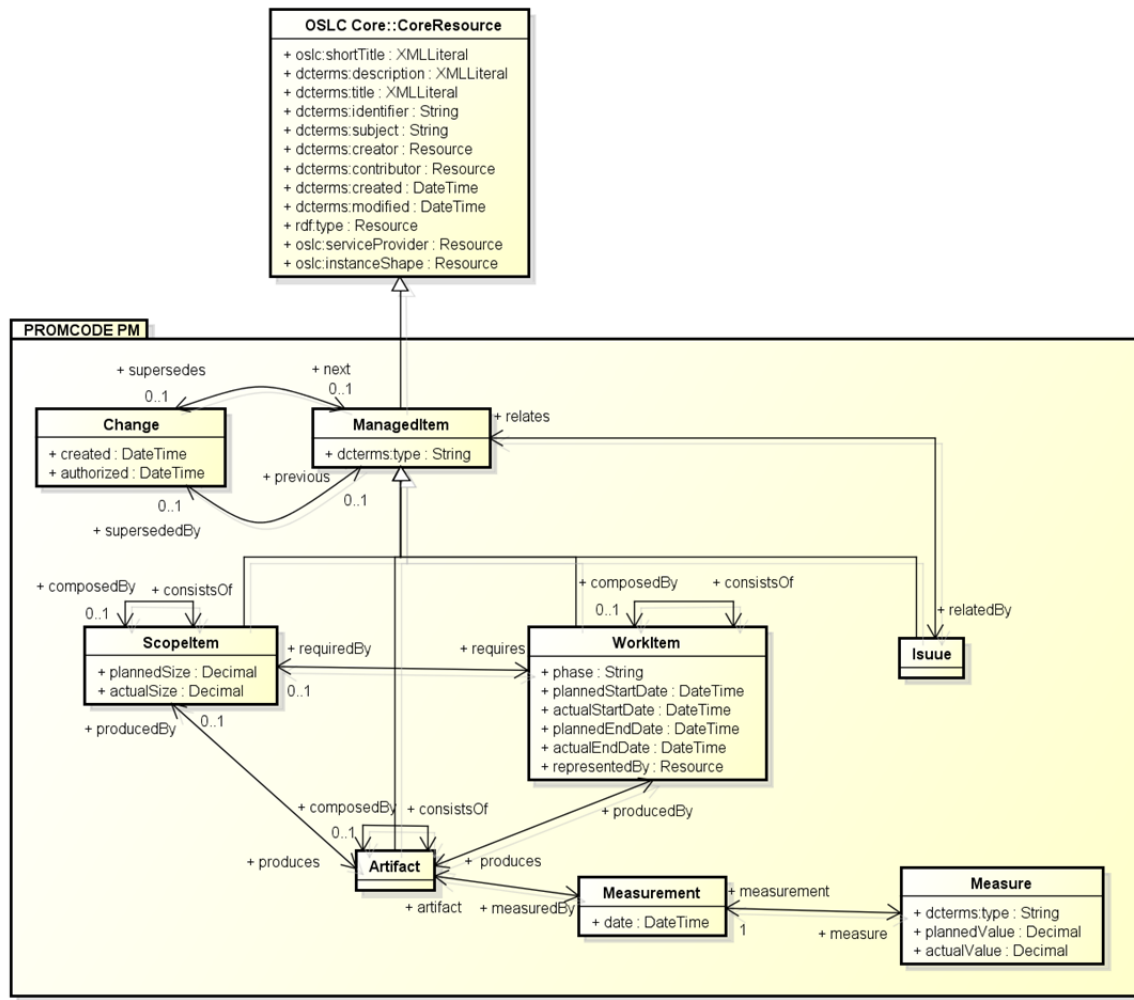 OSLC Core::CoreResource
+ oslc:shortTitle : XMLLiteral
+ dcterms:description : XMLLiteral
+ dcterms:title : XMLLiteral
+ dcterms:identifier : String
+ dcterms:subject : String
+ dcterms:creator : Resource
+ dcterms:contributor : Resource
+ dcterms:created : DateTime
+ dcterms:modified : DateTime
+ rdf:type : Resource
+ oslc:serviceProvider : Resource
+ oslc:instanceShape : Resource
PROMCODE PM
+ supersedes
0..1
+ next
0..1
Change
+ created : DateTime
+ authorized : DateTime
ManagedItem
+ dcterms:type : String
+ relates
+ previous
0..1
0..1
+ supersededBy
+ composedBy
0..1
+ consistsOf
ScopeItem
+ plannedSize : Decimal
+ actualSize : Decimal
+ requiredBy
0..1
+ requires
+ composedBy
0..1
+ consistsOf
WorkItem
+ phase : String
+ plannedStartDate : DateTime
+ actualStartDate : DateTime
+ plannedEndDate : DateTime
+ actualEndDate : DateTime
+ representedBy : Resource
+ relatedBy
Isuue
+ producedBy
0..1
+ produces
+ composedBy
0..1
+ consistsOf
Artifact
+ producedBy
+ produces
+ artifact
+ measuredBy
Measurement
+ date : DateTime
+ measurement
1
+ measure
Measure
+ dcterms:type : String
+ plannedValue : Decimal
+ actualValue : Decimal